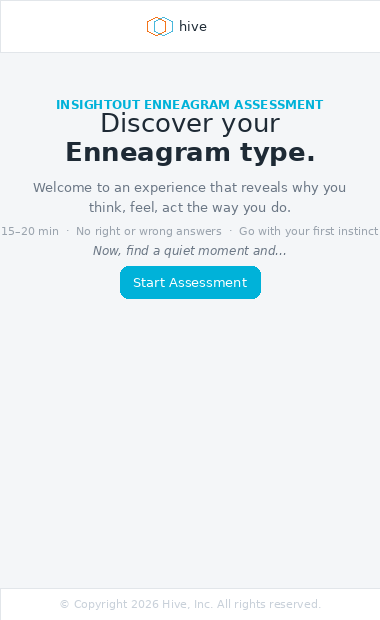 hive
INSIGHTOUT ENNEAGRAM ASSESSMENT
Discover your
Enneagram type.
Welcome to an experience that reveals why you
think, feel, act the way you do.
15–20 min · No right or wrong answers · Go with your first instinct
Now, find a quiet moment and...
Start Assessment
© Copyright 2026 Hive, Inc. All rights reserved.